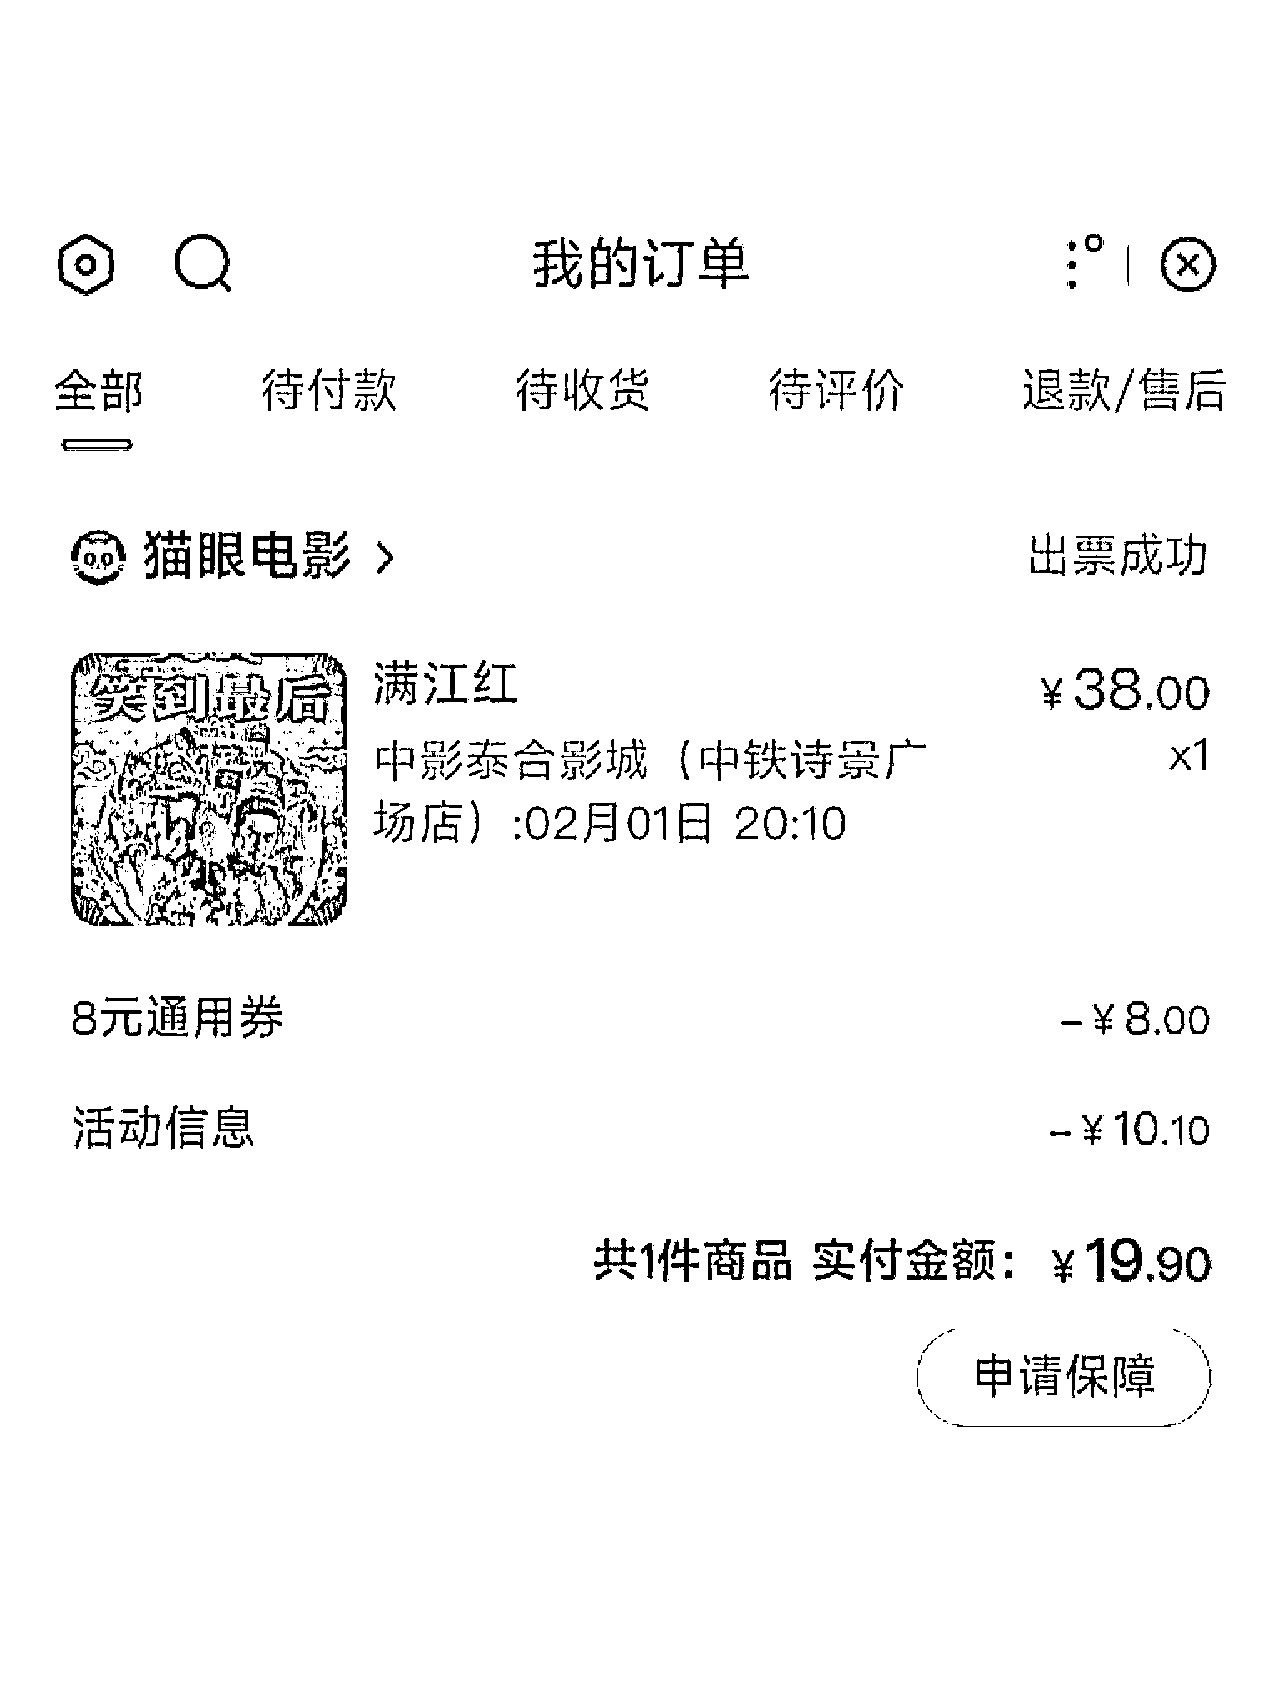 我的订单
全部 待付款 待收货 待评价 退款/售后
猫眼电影 出票成功
笑到最后
满江红 ¥38.00
中影泰合影城（中铁诗景广 x1
场店）:02月01日 20:10
8元通用券 -¥8.00
活动信息 -¥10.10
共1件商品 实付金额：¥19.90
申请保障